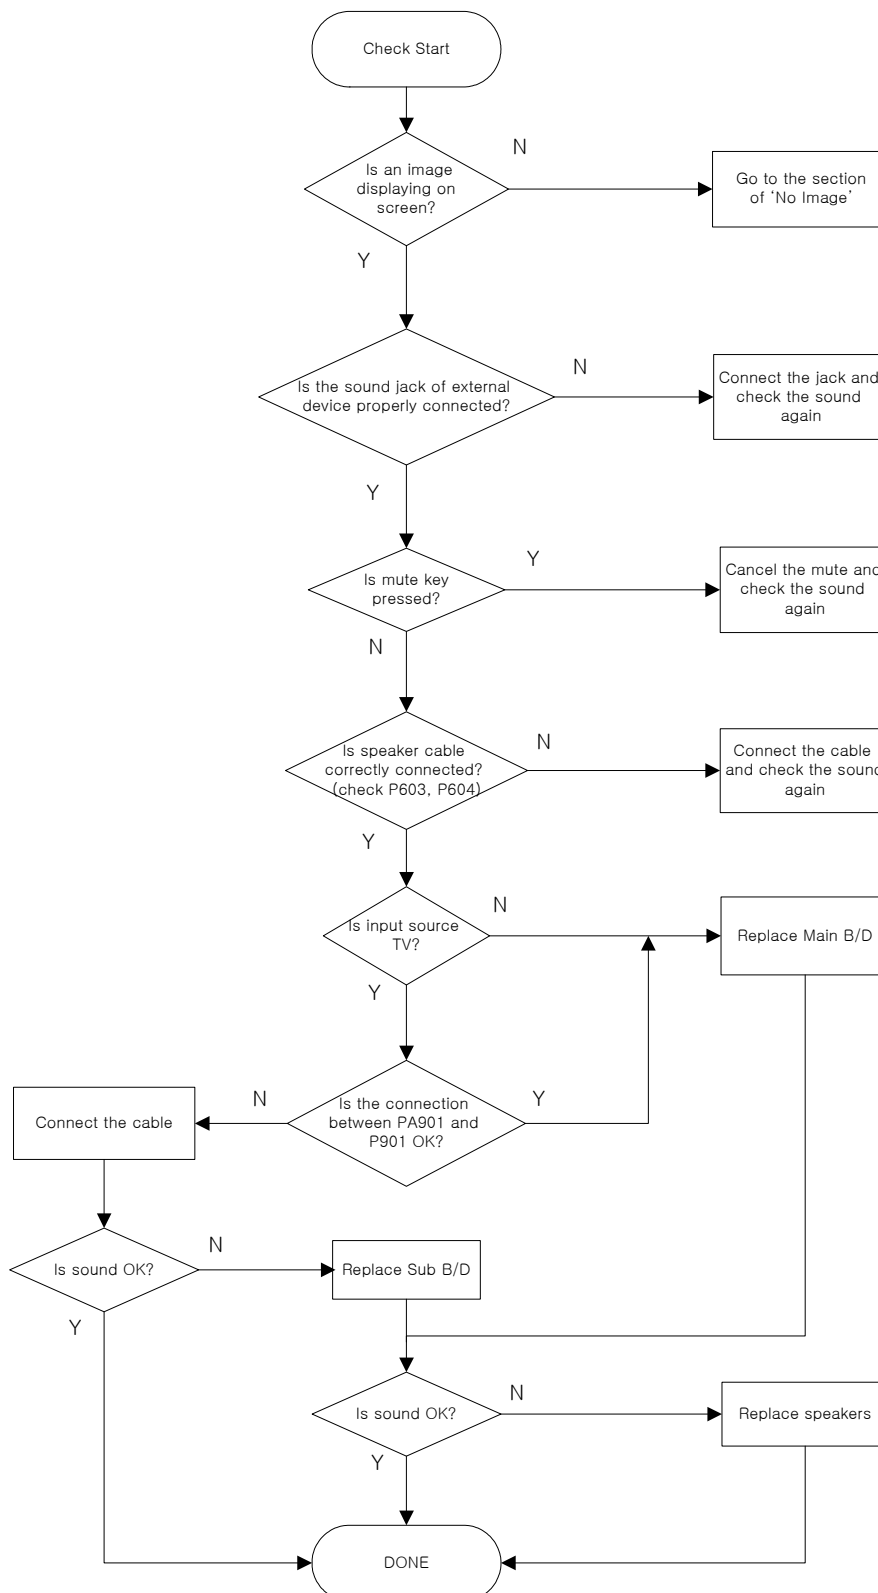 Check Start
N
Is an image
displaying on
screen?
Go to the section
of ‘No Image’
Y
N
Is the sound jack of external
device properly connected?
Connect the jack and
check the sound
again
Y
Y
Is mute key
pressed?
Cancel the mute and
check the sound
again
N
N
Is speaker cable
correctly connected?
(check P603, P604)
Connect the cable
and check the sound
again
Y
N
Is input source
TV?
Replace Main B/D
Y
N
Y
Connect the cable
Is the connection
between PA901 and
P901 OK?
N
Is sound OK?
Replace Sub B/D
Y
N
Is sound OK?
Replace speakers
Y
DONE